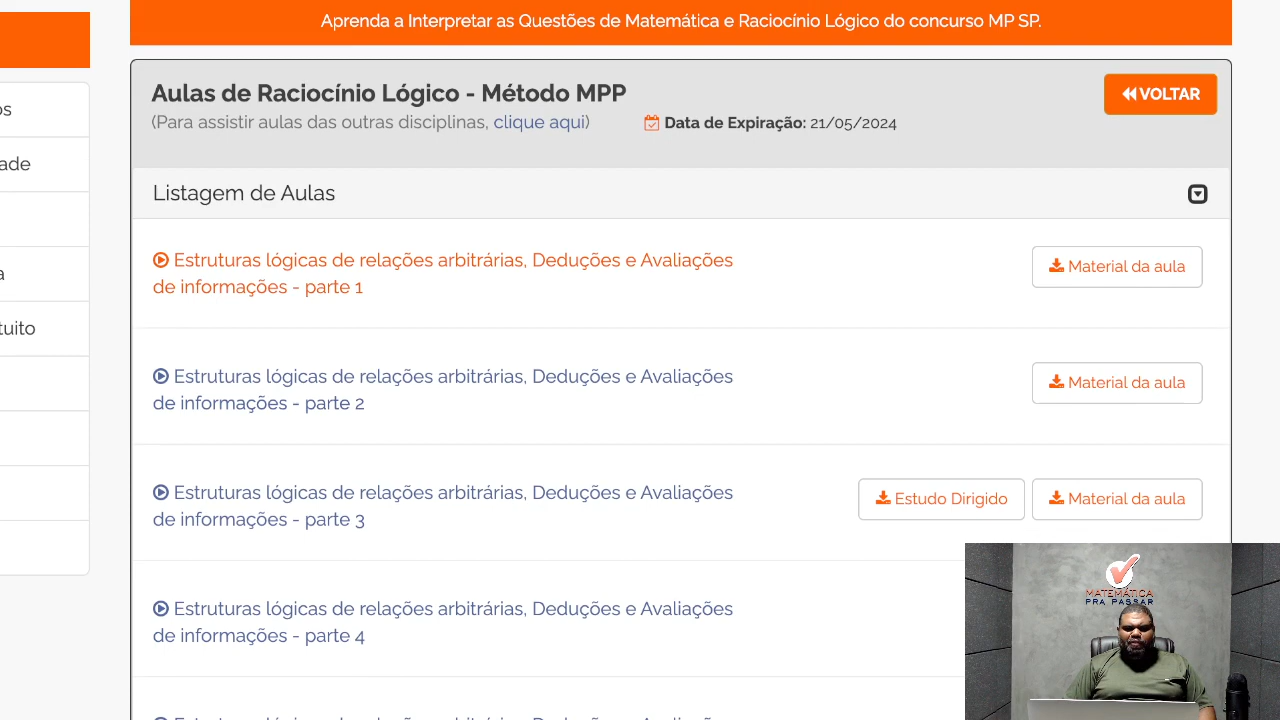 Aprenda a Interpretar as Questões de Matemática e Raciocínio Lógico do concurso MP SP.
Aulas de Raciocínio Lógico - Método MPP
VOLTAR
(Para assistir aulas das outras disciplinas, clique aqui)
Data de Expiração: 21/05/2024
Listagem de Aulas
Estruturas lógicas de relações arbitrárias, Deduções e Avaliações
de informações - parte 1
Material da aula
Estruturas lógicas de relações arbitrárias, Deduções e Avaliações
de informações - parte 2
Material da aula
Estruturas lógicas de relações arbitrárias, Deduções e Avaliações
de informações - parte 3
Estudo Dirigido
Material da aula
Estruturas lógicas de relações arbitrárias, Deduções e Avaliações
de informações - parte 4
MATEMÁTICA
PRA PASSAR